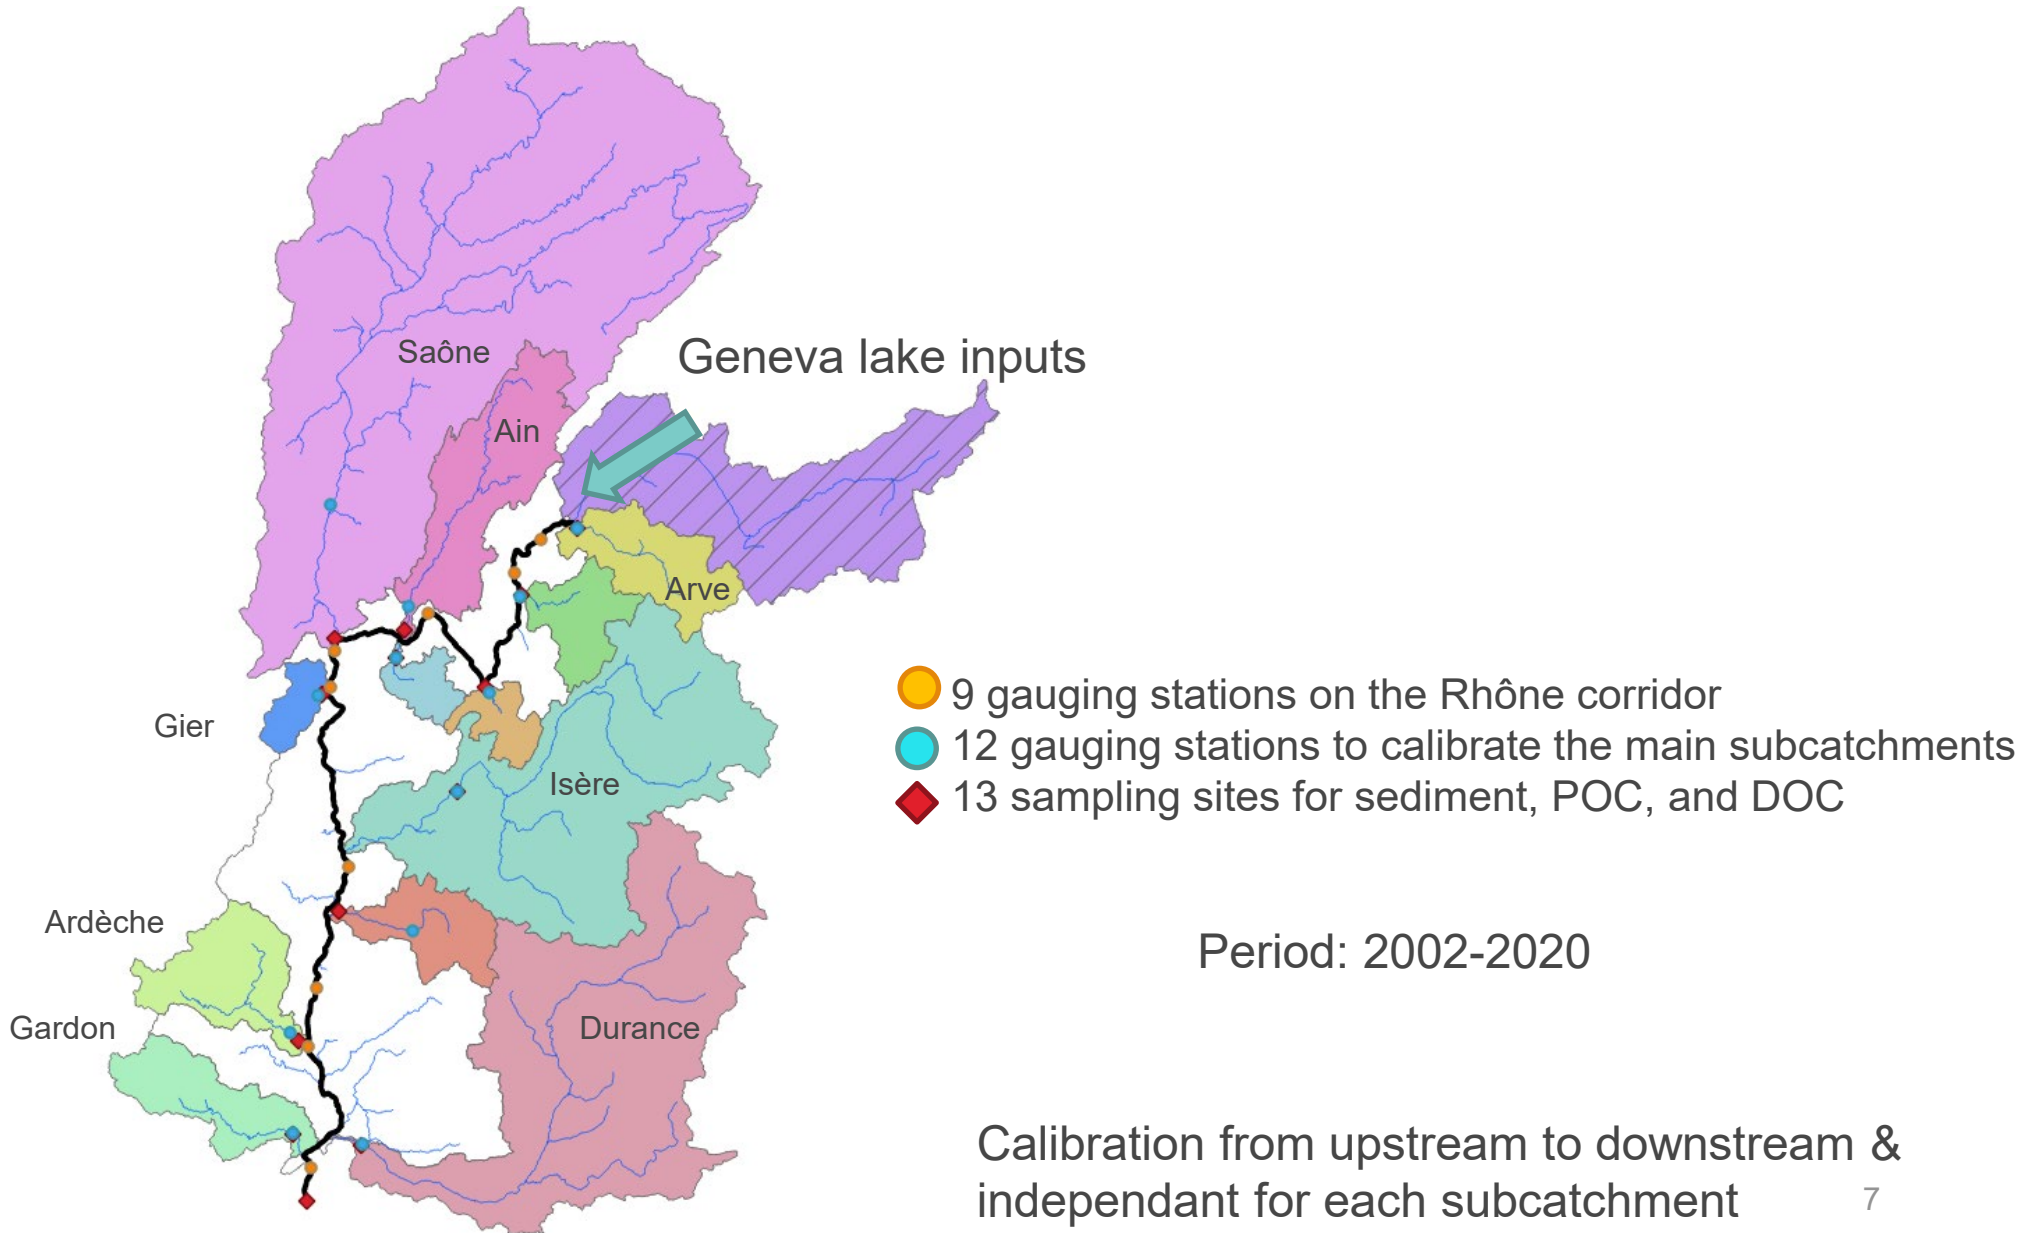 Saône
Geneva lake inputs
Ain
Arve
9 gauging stations on the Rhône corridor
12 gauging stations to calibrate the main subcatchments
13 sampling sites for sediment, POC, and DOC
Gier
Isère
Ardèche
Period: 2002-2020
Gardon
Durance
Calibration from upstream to downstream &
independant for each subcatchment
7